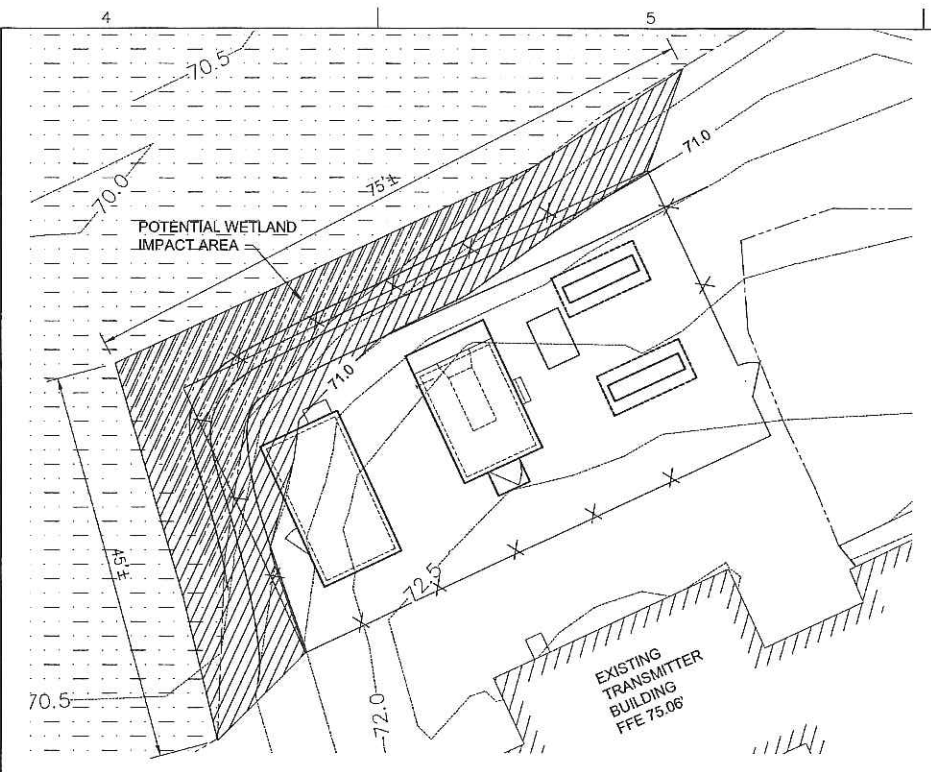 4 5
70.5
70.0
75'±
71.0
POTENTIAL WETLAND
IMPACT AREA
71.0
45'±
72.5
70.5
72.0
EXISTING
TRANSMITTER
BUILDING
FFE 75.06'